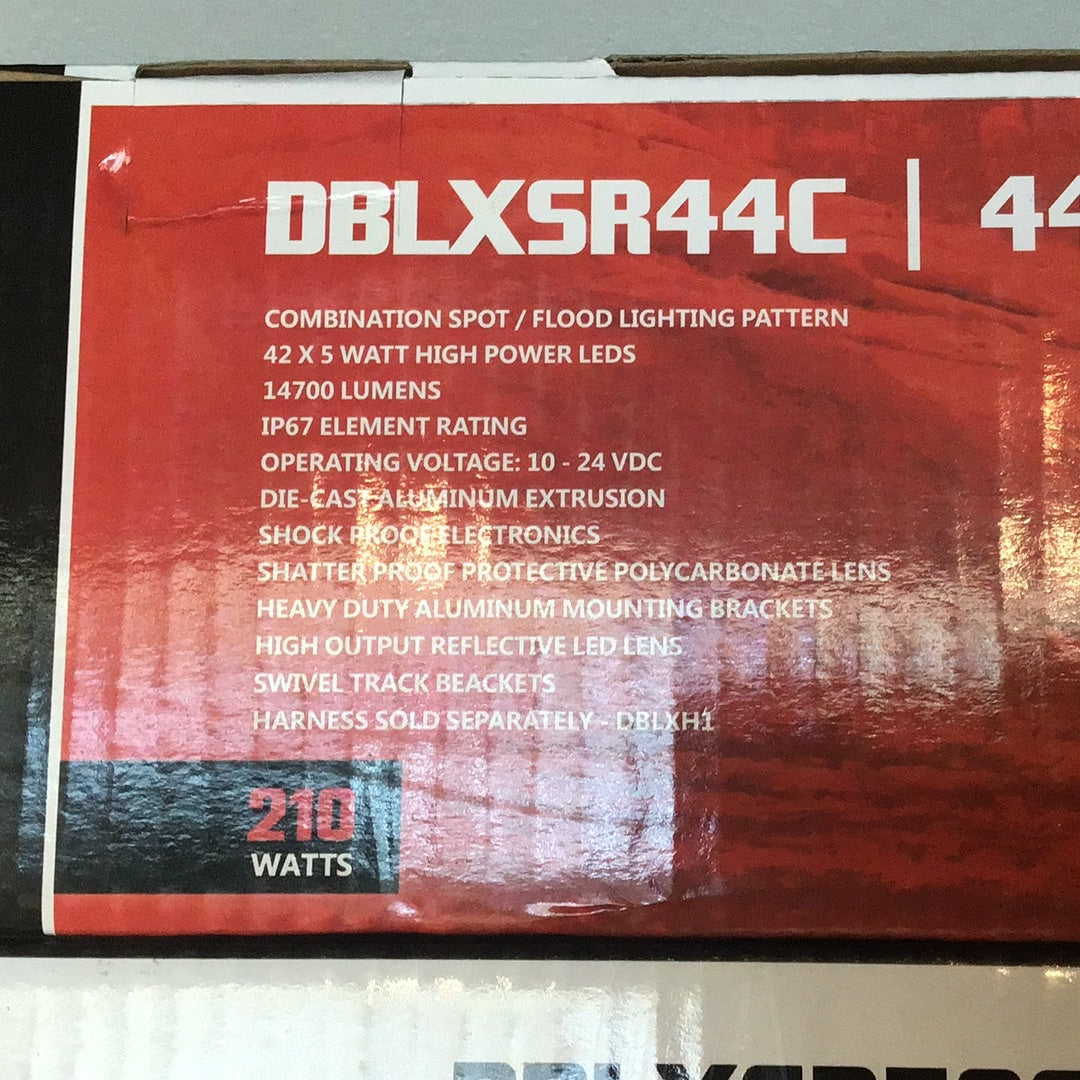 DBLXSR44C | 44
COMBINATION SPOT / FLOOD LIGHTING PATTERN
42 X 5 WATT HIGH POWER LEDS
14700 LUMENS
IP67 ELEMENT RATING
OPERATING VOLTAGE: 10 - 24 VDC
DIE-CAST ALUMINUM EXTRUSION
SHOCK PROOF ELECTRONICS
SHATTER PROOF PROTECTIVE POLYCARBONATE LENS
HEAVY DUTY ALUMINUM MOUNTING BRACKETS
HIGH OUTPUT REFLECTIVE LED LENS
SWIVEL TRACK BEACKETS
HARNESS SOLD SEPARATELY - DBLXH1
210
WATTS